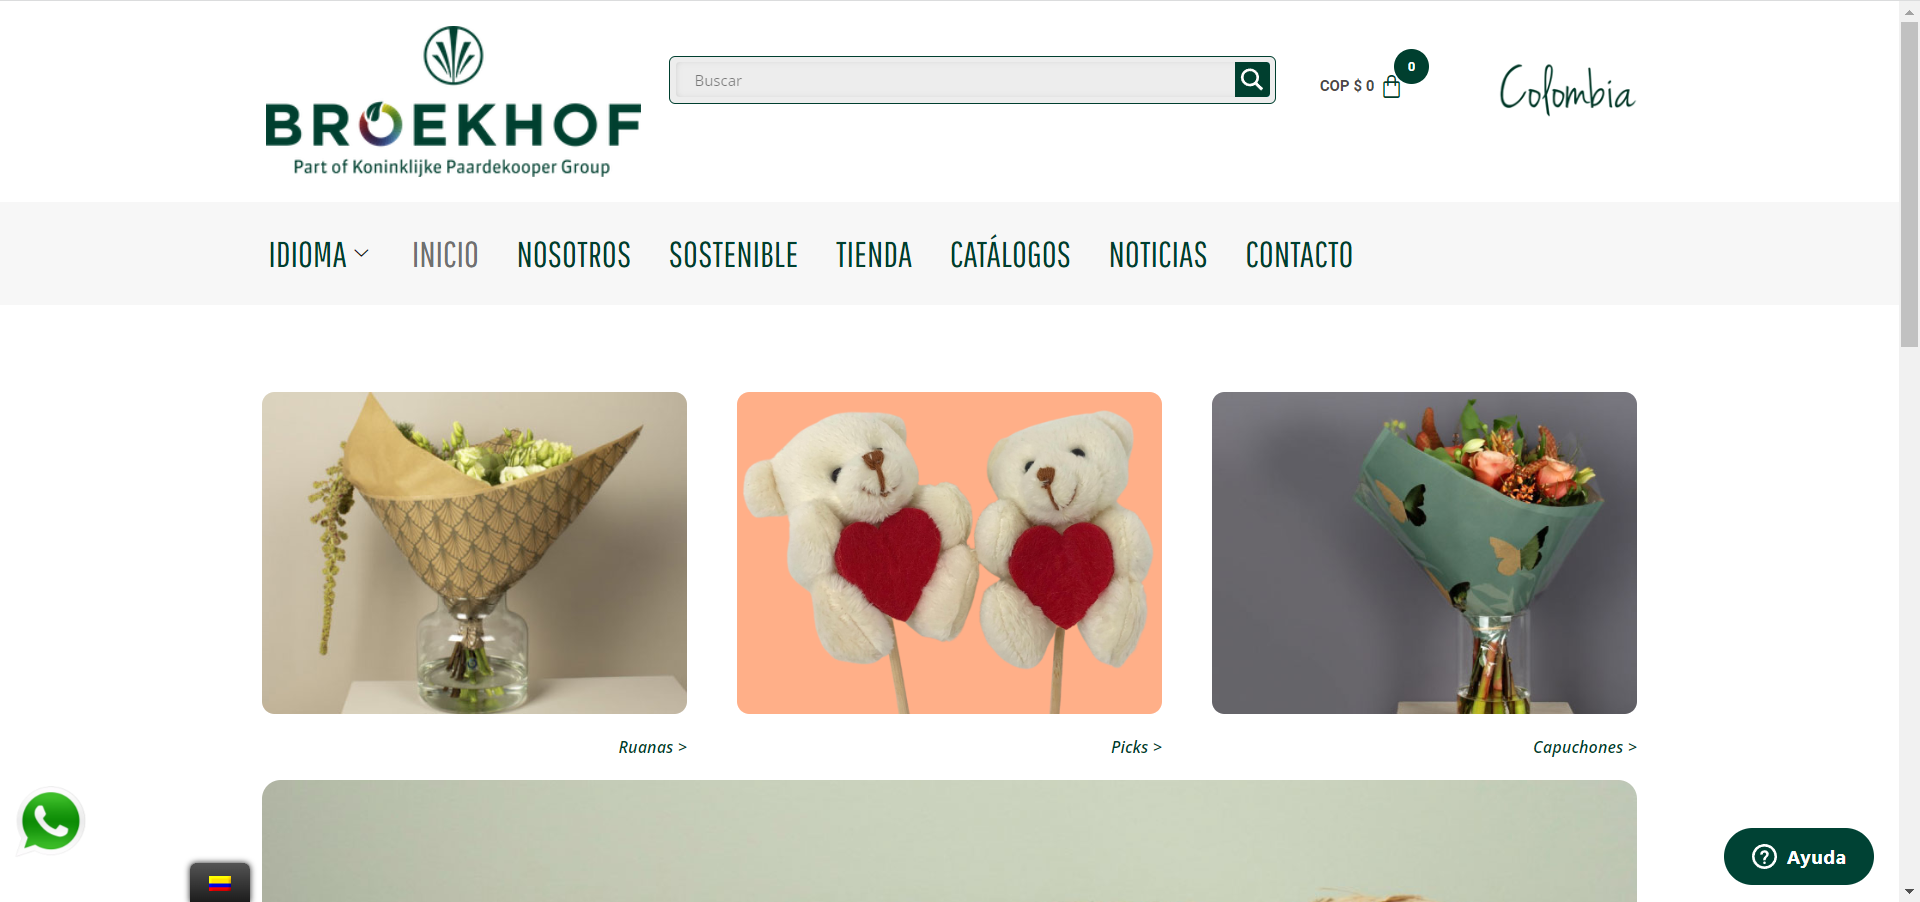 BROEKHOF
Part of Koninklijke Paardekooper Group
Buscar
COP $ 0
0
Colombia
IDIOMA INICIO NOSOTROS SOSTENIBLE TIENDA CATÁLOGOS NOTICIAS CONTACTO
Ruanas >
Picks >
Capuchones >
Ayuda